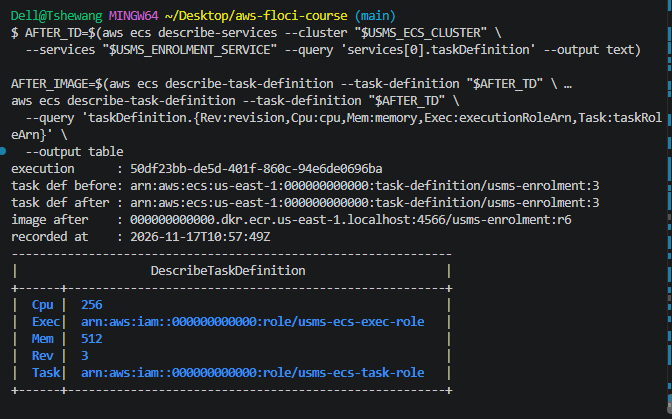 Dell@Tshewang MINGW64 ~/Desktop/aws-floci-course (main)
$ AFTER_TD=$(aws ecs describe-services --cluster "$USMS_ECS_CLUSTER" \
  --services "$USMS_ENROLMENT_SERVICE" --query 'services[0].taskDefinition' --output text)

AFTER_IMAGE=$(aws ecs describe-task-definition --task-definition "$AFTER_TD" \ …
aws ecs describe-task-definition --task-definition "$AFTER_TD" \
  --query 'taskDefinition.{Rev:revision,Cpu:cpu,Mem:memory,Exec:executionRoleArn,Task:taskRol
eArn}' \
  --output table
execution     : 50df23bb-de5d-401f-860c-94e6de0696ba
task def before: arn:aws:ecs:us-east-1:000000000000:task-definition/usms-enrolment:3
task def after : arn:aws:ecs:us-east-1:000000000000:task-definition/usms-enrolment:3
image after    : 000000000000.dkr.ecr.us-east-1.localhost:4566/usms-enrolment:r6
recorded at    : 2026-11-17T10:57:49Z
----------------------------------------------------------
|                 DescribeTaskDefinition                 |
+------+-------------------------------------------------+
|  Cpu |  256                                            |
|  Exec|  arn:aws:iam::000000000000:role/usms-ecs-exec-role   |
|  Mem |  512                                            |
|  Rev |  3                                              |
|  Task|  arn:aws:iam::000000000000:role/usms-ecs-task-role   |
+------+-------------------------------------------------+